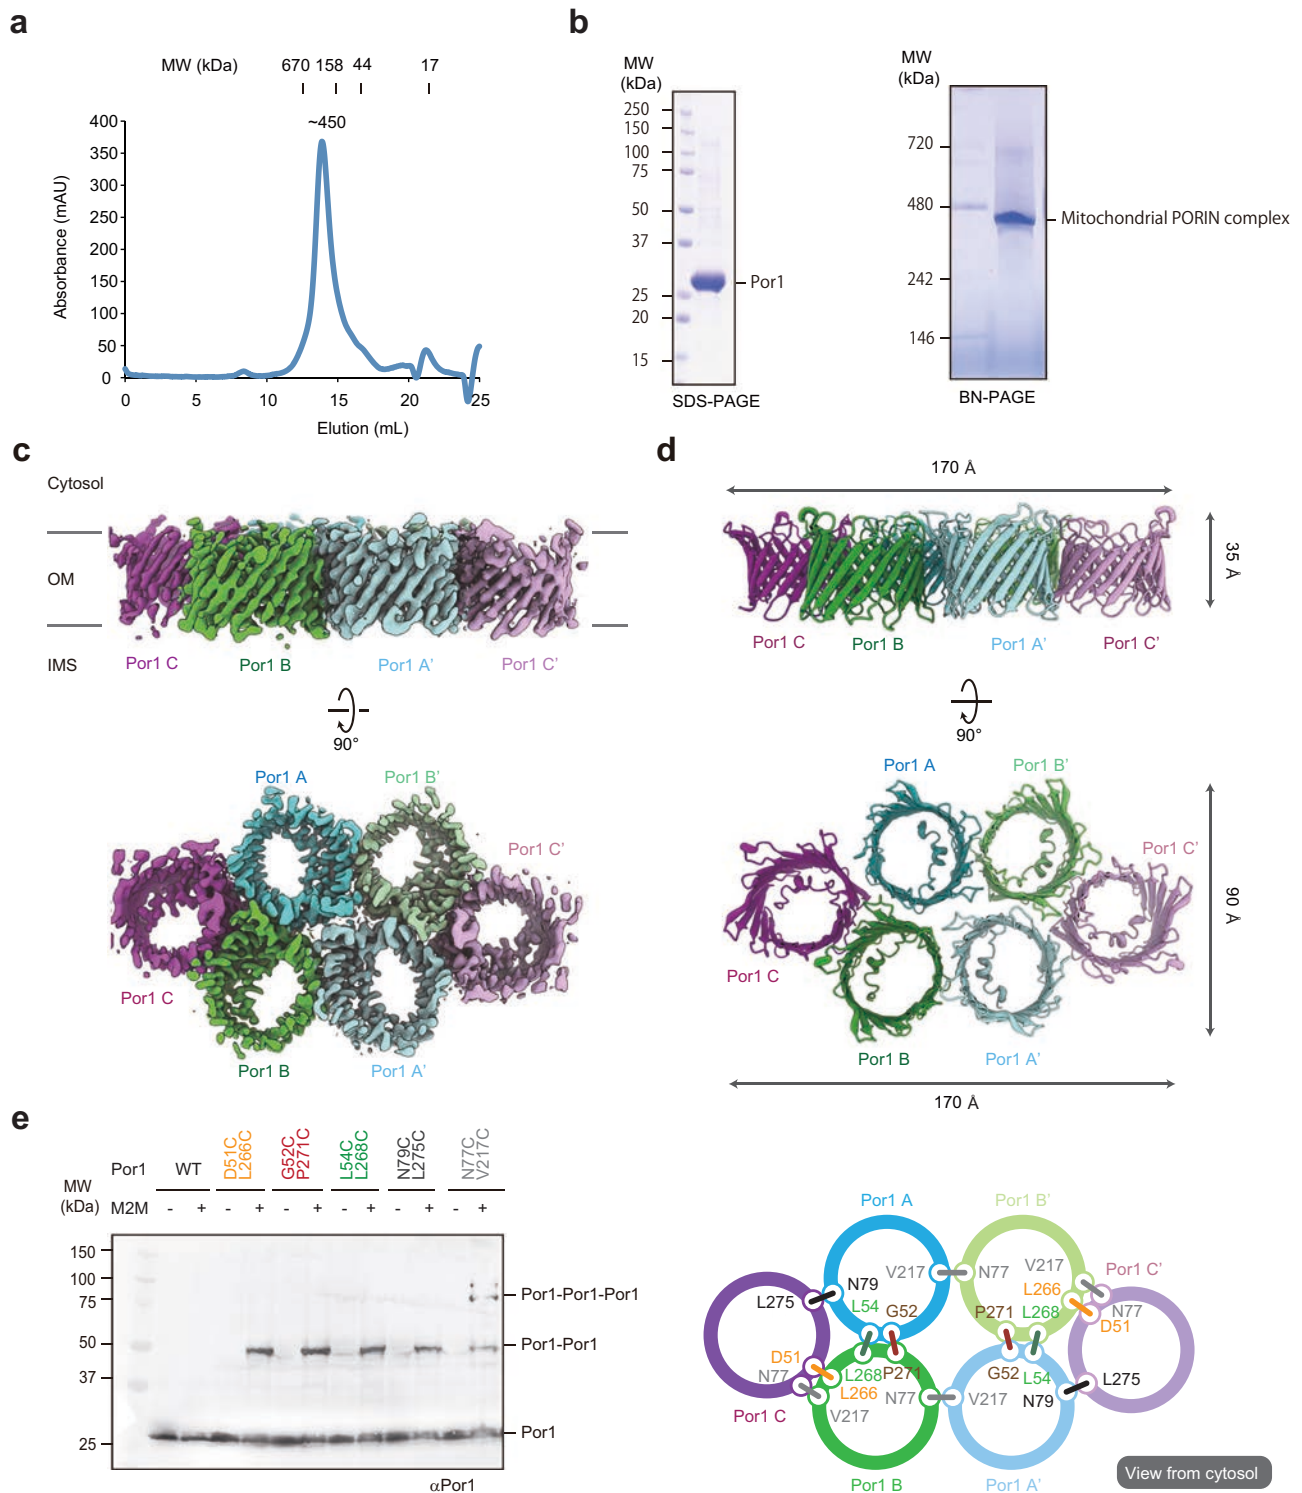 a
MW (kDa)
670 158 44 17
~450
400
350
300
250
200
150
100
50
0
Absorbance (mAU)
0 5 10 15 20 25
Elution (mL)
b
MW
(kDa)
250
150
100
75
50
37
25
20
15
Por1
SDS-PAGE
MW
(kDa)
720
480
242
146
Mitochondrial PORIN complex
BN-PAGE
c
Cytosol
OM
IMS
Por1 C
Por1 B
Por1 A’
Por1 C’
90°
Por1 A
Por1 B’
Por1 C’
Por1 C
Por1 B
Por1 A’
d
170 Å
35 Å
Por1 C
Por1 B
Por1 A’
Por1 C’
90°
Por1 A
Por1 B’
Por1 C’
90 Å
Por1 C
Por1 B
Por1 A’
170 Å
e
Por1
WT
D51C
L266C
G52C
P271C
L54C
L268C
N79C
L275C
N77C
V217C
MW
(kDa)
M2M
- + - + - + - + - + - +
150
100
75
50
37
25
Por1-Por1-Por1
Por1-Por1
Por1
αPor1
Por1 A
Por1 B’
Por1 C’
V217
N77
V217
N79
L266
L275
L54
G52
P271
L268
N77
D51
D51
N77
L268
P271
G52
L54
L275
L266
N77
V217
N79
V217
Por1 C
Por1 B
Por1 A’
View from cytosol